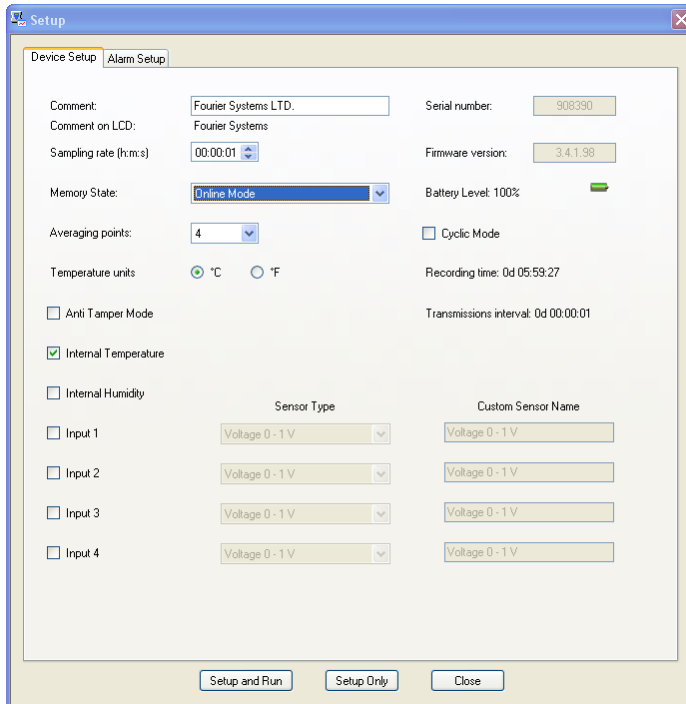 Setup
Device Setup Alarm Setup
Comment: Fourier Systems LTD. Serial number: 908390
Comment on LCD: Fourier Systems
Sampling rate (h:m:s) 00:00:01 Firmware version: 3.4.1.98
Memory State: Online Mode Battery Level: 100%
Averaging points: 4 Cyclic Mode
Temperature units °C °F Recording time: 0d 05:59:27
Anti Tamper Mode Transmissions interval: 0d 00:00:01
Internal Temperature
Internal Humidity
Sensor Type Custom Sensor Name
Input 1 Voltage 0 - 1 V Voltage 0 - 1 V
Input 2 Voltage 0 - 1 V Voltage 0 - 1 V
Input 3 Voltage 0 - 1 V Voltage 0 - 1 V
Input 4 Voltage 0 - 1 V Voltage 0 - 1 V
Setup and Run Setup Only Close